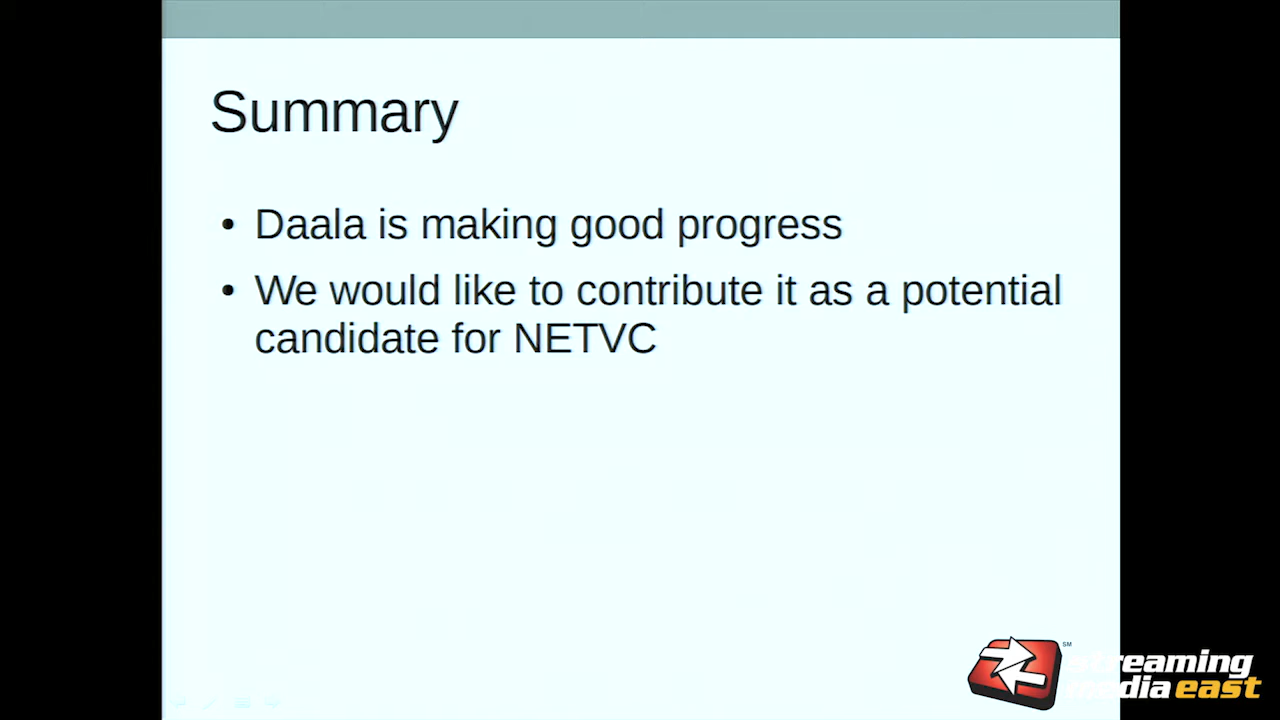 Summary
• Daala is making good progress
• We would like to contribute it as a potential
candidate for NETVC
SM
streaming
media east